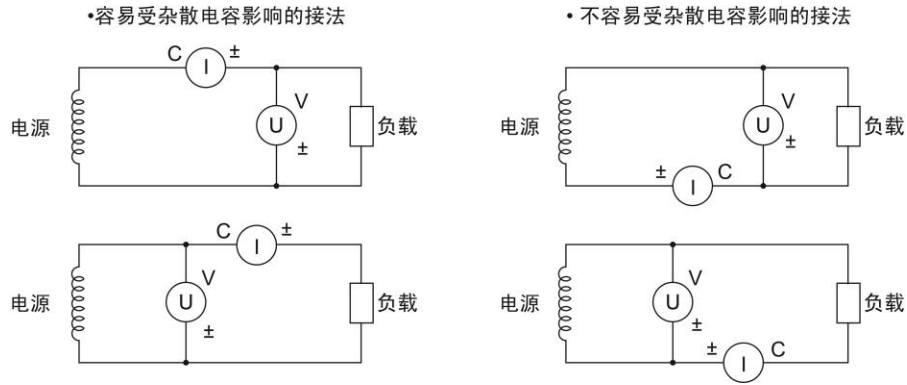 •容易受杂散电容影响的接法
• 不容易受杂散电容影响的接法
C I ±
V
电源 U 负载
±
V
电源 U 负载
±
± I C
C I ±
V
电源 U 负载
±
V
电源 U 负载
±
± I C